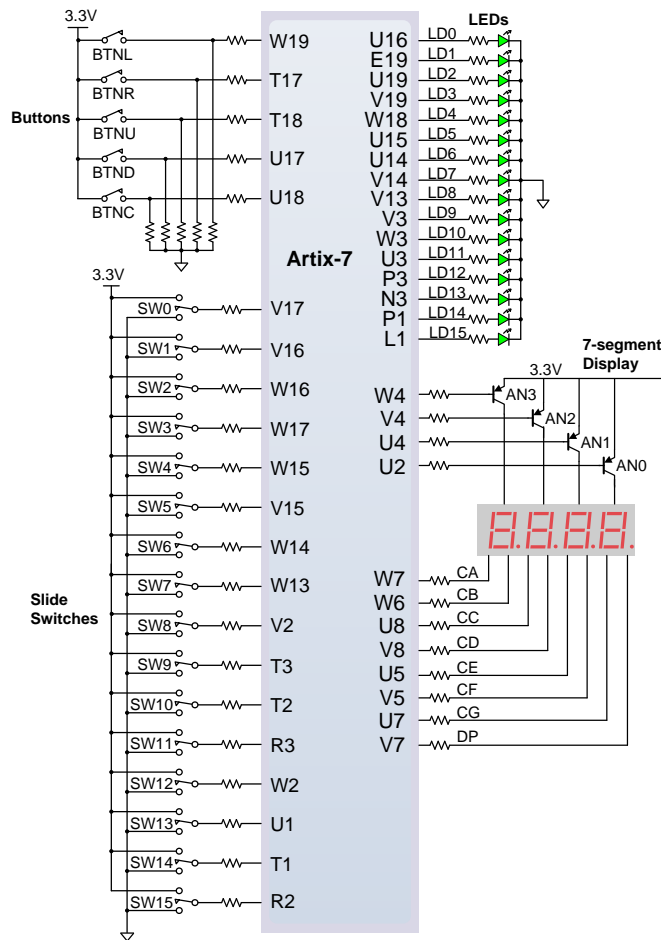 3.3V
BTNL
BTNR
Buttons
BTNU
BTND
BTNC
W19
T17
T18
U17
U18
Artix-7
3.3V
SW0
SW1
SW2
SW3
SW4
SW5
SW6
SW7
Slide
Switches
SW8
SW9
SW10
SW11
SW12
SW13
SW14
SW15
V17
V16
W16
W17
W15
V15
W14
W13
V2
T3
T2
R3
W2
U1
T1
R2
LEDs
U16 LD0
E19 LD1
U19 LD2
V19 LD3
W18 LD4
U15 LD5
U14 LD6
V14 LD7
V13 LD8
V3 LD9
W3 LD10
U3 LD11
P3 LD12
N3 LD13
P1 LD14
L1 LD15
7-segment
Display
3.3V
W4 AN3
V4 AN2
U4 AN1
U2 AN0
8.8.8.8.
W7 CA
W6 CB
U8 CC
V8 CD
U5 CE
V5 CF
U7 CG
V7 DP